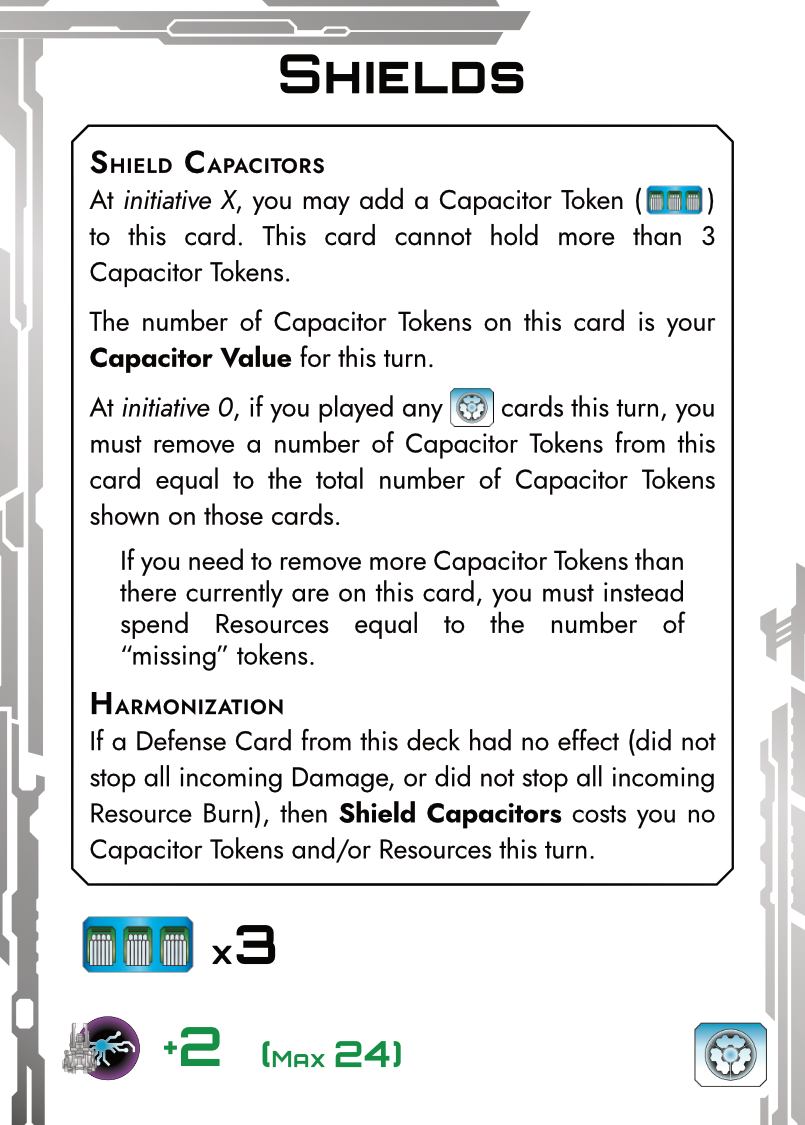 Shields
Shield Capacitors
At initiative X, you may add a Capacitor Token ( )
to this card. This card cannot hold more than 3
Capacitor Tokens.
The number of Capacitor Tokens on this card is your
Capacitor Value for this turn.
At initiative 0, if you played any cards this turn, you
must remove a number of Capacitor Tokens from this
card equal to the total number of Capacitor Tokens
shown on those cards.
If you need to remove more Capacitor Tokens than
there currently are on this card, you must instead
spend Resources equal to the number of
“missing” tokens.
Harmonization
If a Defense Card from this deck had no effect (did not
stop all incoming Damage, or did not stop all incoming
Resource Burn), then Shield Capacitors costs you no
Capacitor Tokens and/or Resources this turn.
x3
+2 (Max 24)